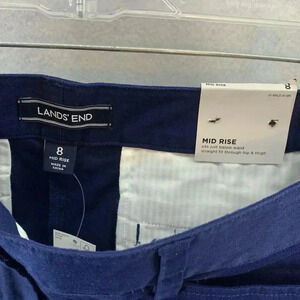 LANDS' END
8
MID RISE
MADE IN
CHINA
8
MID RISE
sits just below waist
straight fit through hip & thigh